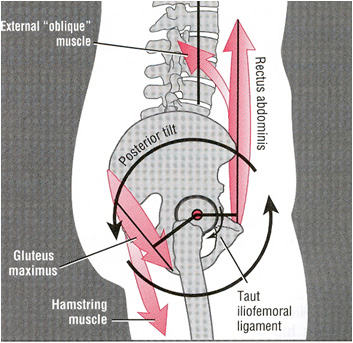 External “oblique”
muscle
Rectus abdominis
Posterior tilt
Gluteus
maximus
Hamstring
muscle
Taut
iliofemoral
ligament